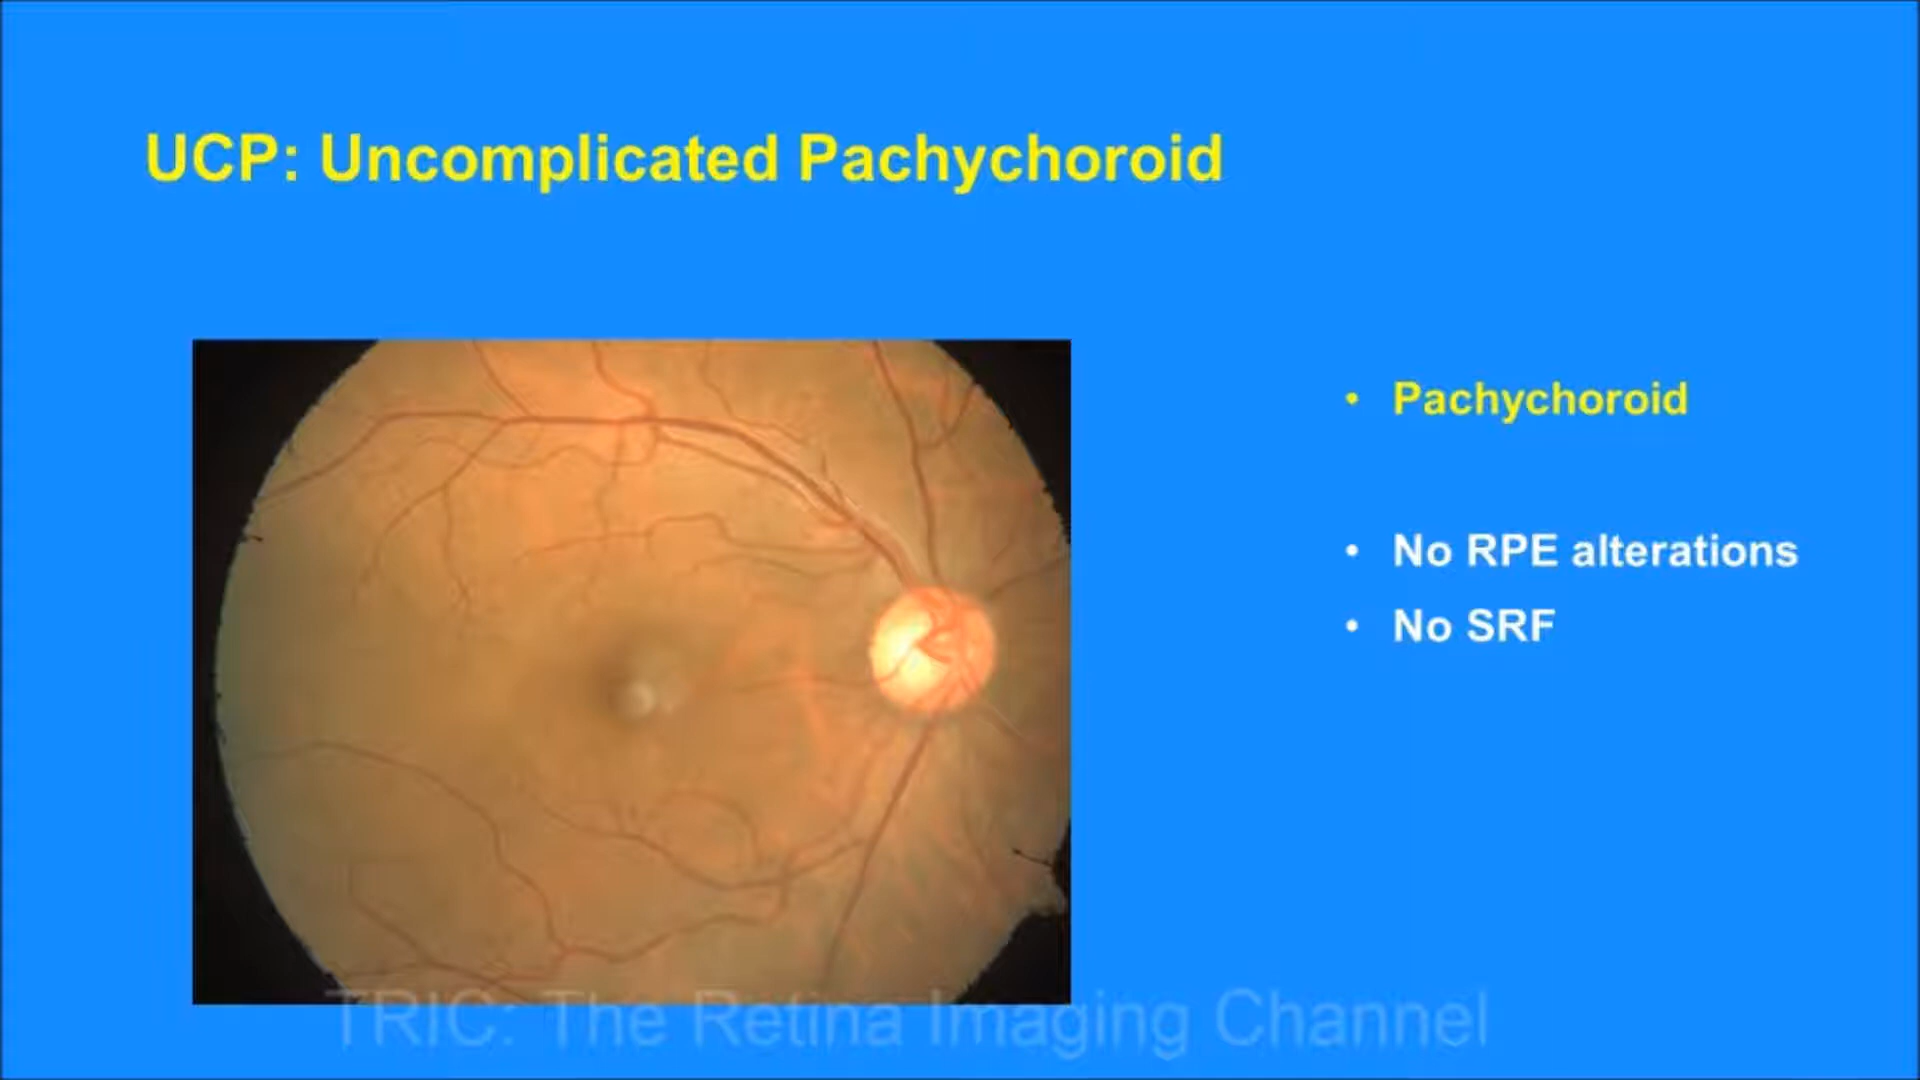 UCP: Uncomplicated Pachychoroid
• Pachychoroid
• No RPE alterations
• No SRF
TRIC: The Retina Imaging Channel